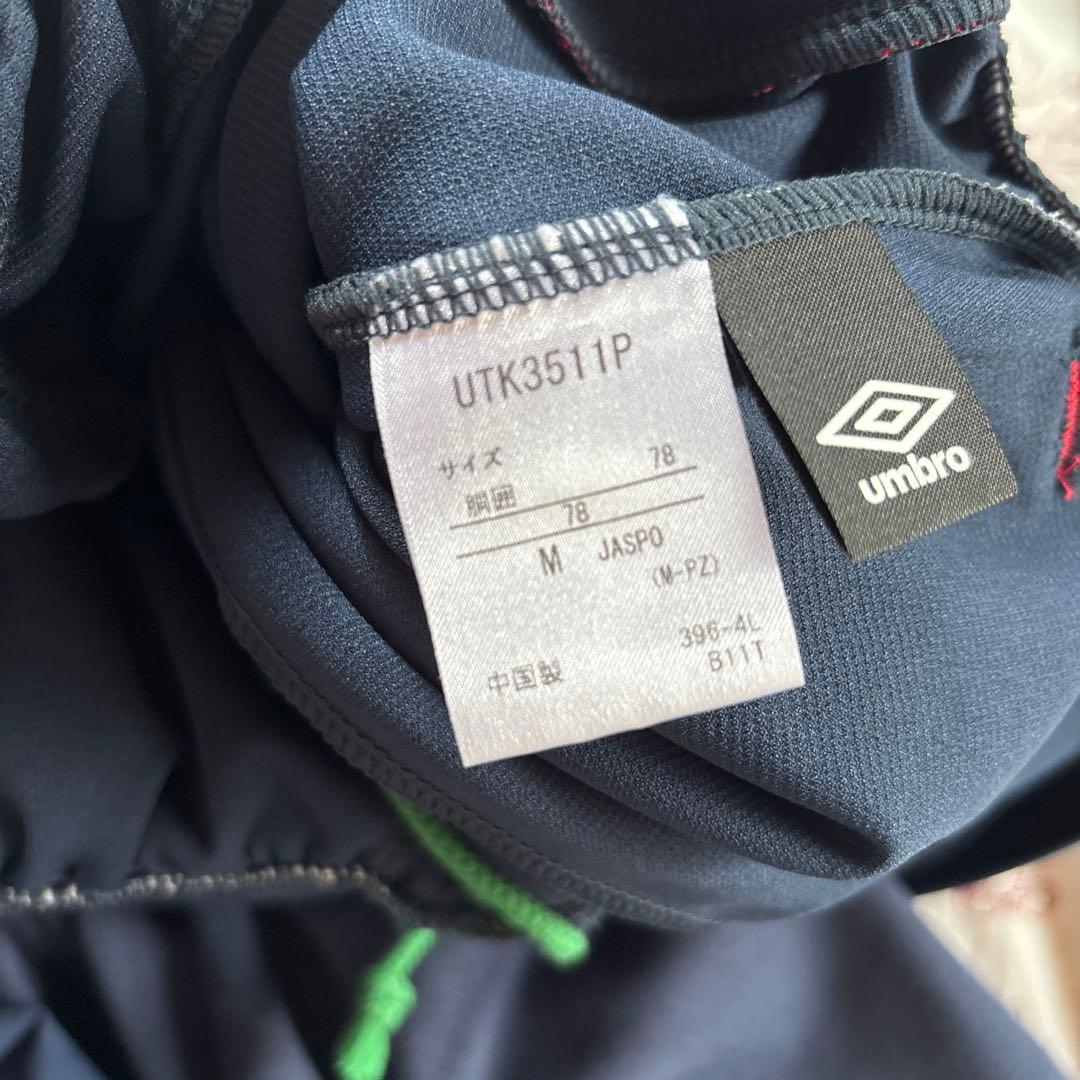 UTK3511P
サイズ 78
胴囲
78
M JASPO
(M-PZ)
396-4L
B11T
中国製
umbro